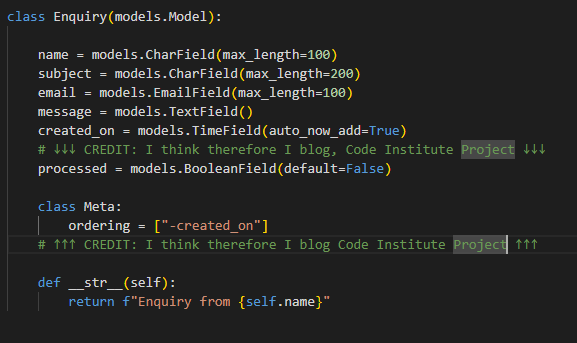 class Enquiry(models.Model):
name = models.CharField(max_length=100)
subject = models.CharField(max_length=200)
email = models.EmailField(max_length=100)
message = models.TextField()
created_on = models.TimeField(auto_now_add=True)
# ↓↓↓ CREDIT: I think therefore I blog, Code Institute Project ↓↓↓
processed = models.BooleanField(default=False)
class Meta:
ordering = ["-created_on"]
# ↑↑↑ CREDIT: I think therefore I blog Code Institute Project ↑↑↑
def __str__(self):
return f"Enquiry from {self.name}"